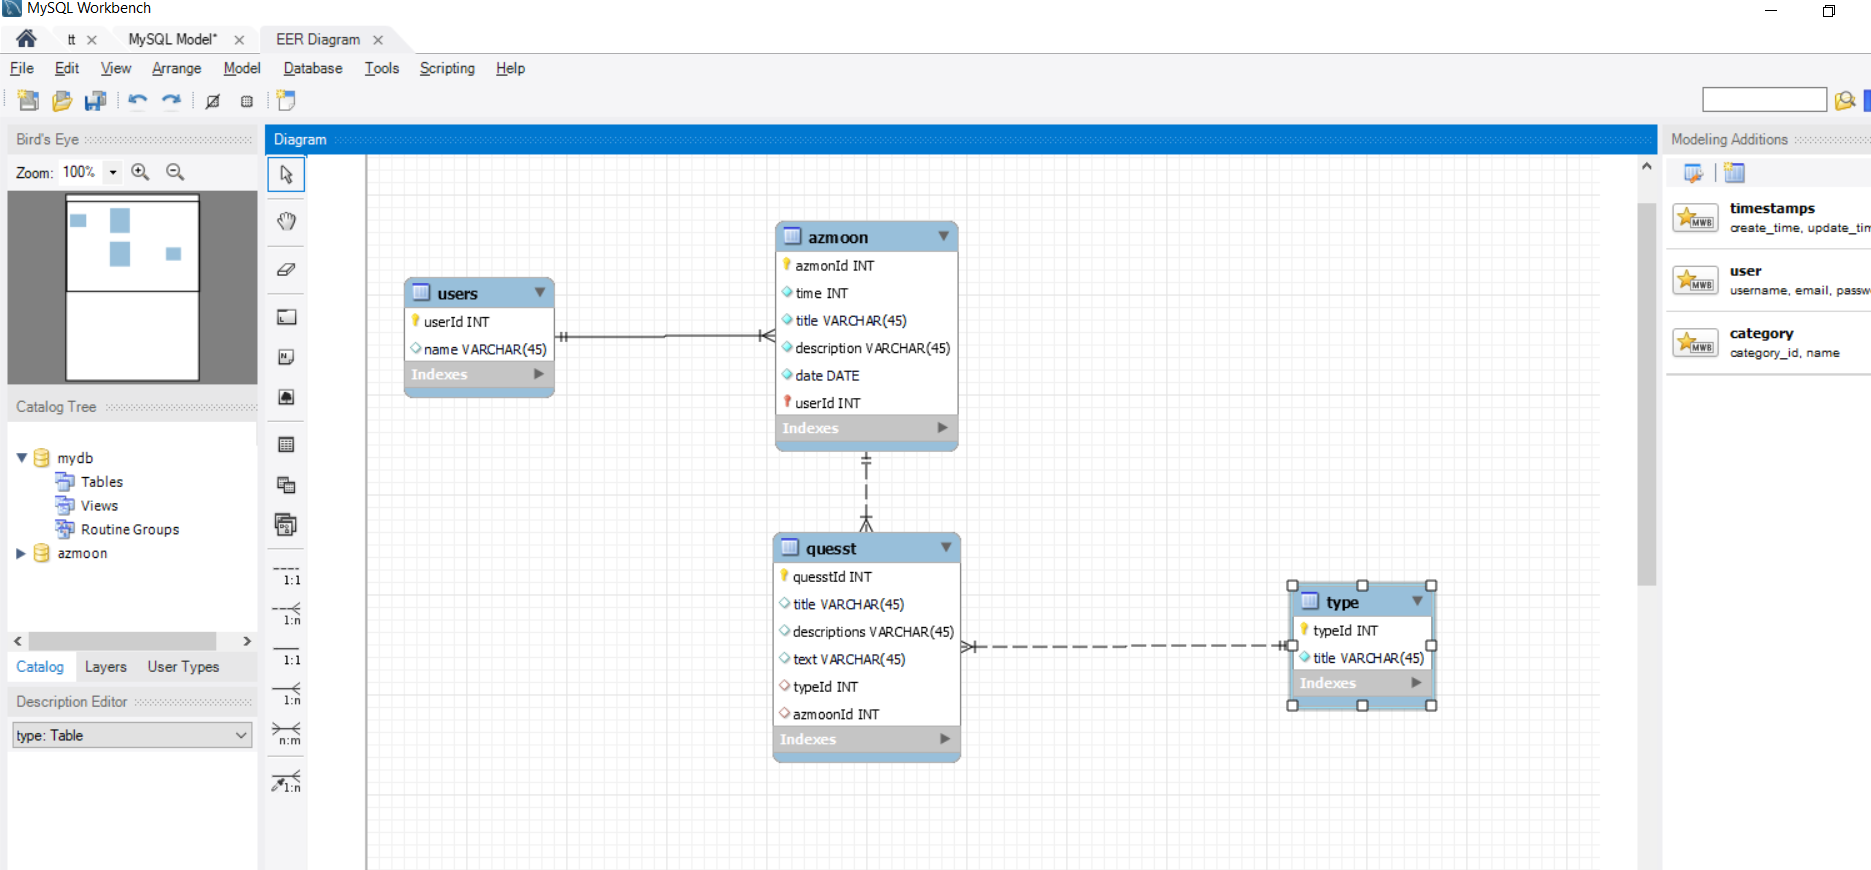 MySQL Workbench
tt
MySQL Model*
EER Diagram
File Edit View Arrange Model Database Tools Scripting Help
Bird's Eye
Zoom: 100%
Catalog Tree
mydb
Tables
Views
Routine Groups
azmoon
Catalog Layers User Types
Description Editor
type: Table
Diagram
1:1
1:n
1:1
1:n
n:m
1:n
users
userId INT
name VARCHAR(45)
Indexes
azmoon
azmonId INT
time INT
title VARCHAR(45)
description VARCHAR(45)
date DATE
userId INT
Indexes
quesst
quesstId INT
title VARCHAR(45)
descriptions VARCHAR(45)
text VARCHAR(45)
typeId INT
azmoonId INT
Indexes
type
typeId INT
title VARCHAR(45)
Indexes
Modeling Additions
MWB
timestamps
create_time, update_tim
MWB
user
username, email, passw
MWB
category
category_id, name